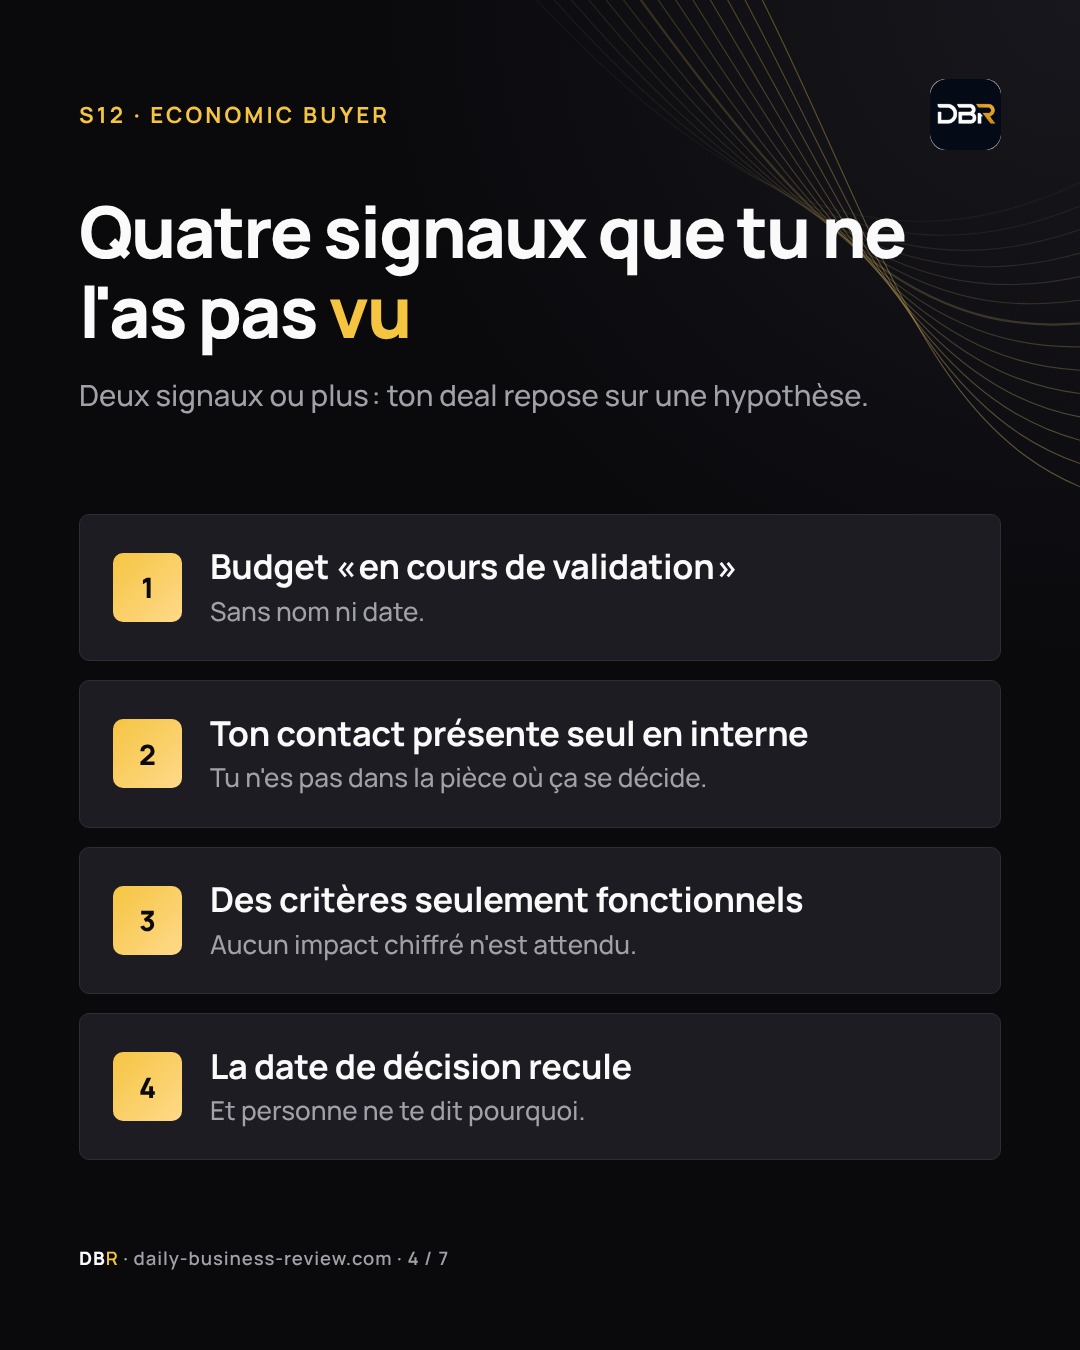 S12 · ECONOMIC BUYER
DBR
Quatre signaux que tu ne
l'as pas vu
Deux signaux ou plus : ton deal repose sur une hypothèse.
1
Budget « en cours de validation »
Sans nom ni date.
2
Ton contact présente seul en interne
Tu n'es pas dans la pièce où ça se décide.
3
Des critères seulement fonctionnels
Aucun impact chiffré n'est attendu.
4
La date de décision recule
Et personne ne te dit pourquoi.
DBR · daily-business-review.com · 4 / 7